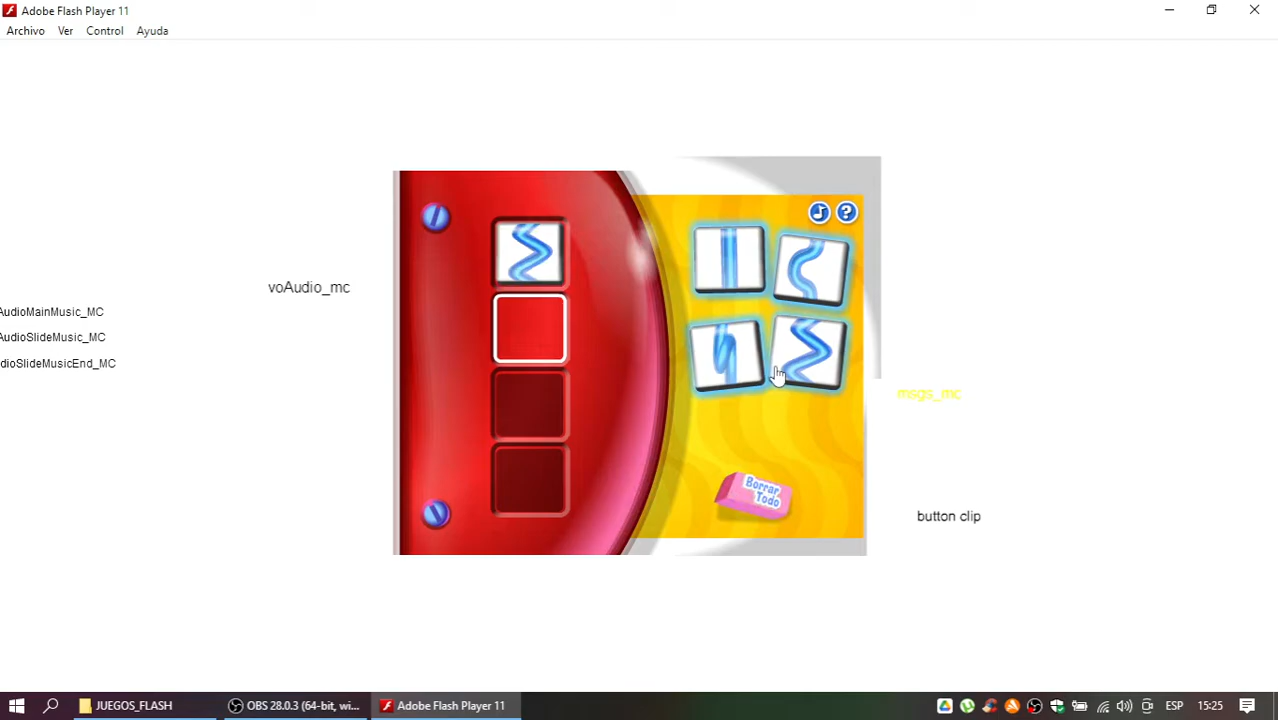 Adobe Flash Player 11
Archivo Ver Control Ayuda
voAudio_mc
AudioMainMusic_MC
AudioSlideMusic_MC
dioSlideMusicEnd_MC
msgs_mc
Borrar
Todo
button clip
JUEGOS_FLASH
OBS 28.0.3 (64-bit, wi...
Adobe Flash Player 11
ESP
15:25